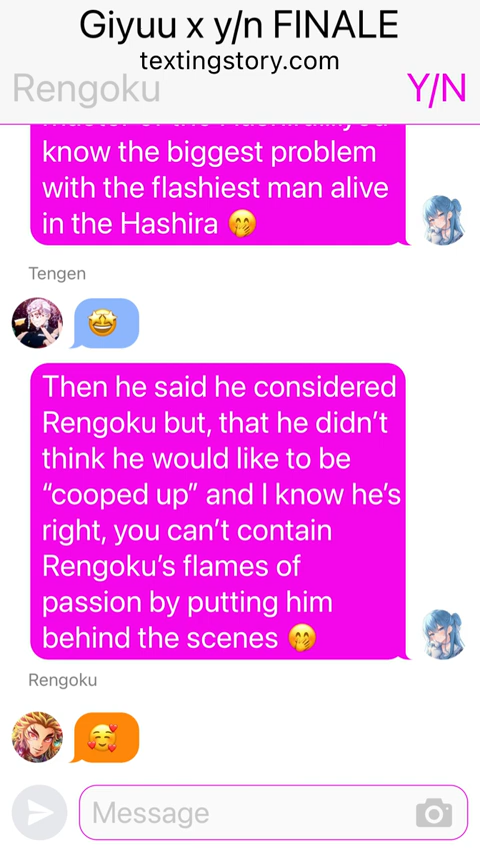 Giyuu x y/n FINALE
textingstory.com
Rengoku
Y/N
know the biggest problem
with the flashiest man alive
in the Hashira 🤭
Tengen
🤩
Then he said he considered
Rengoku but, that he didn’t
think he would like to be
“cooped up” and I know he’s
right, you can’t contain
Rengoku’s flames of
passion by putting him
behind the scenes 🤭
Rengoku
🥰
Message